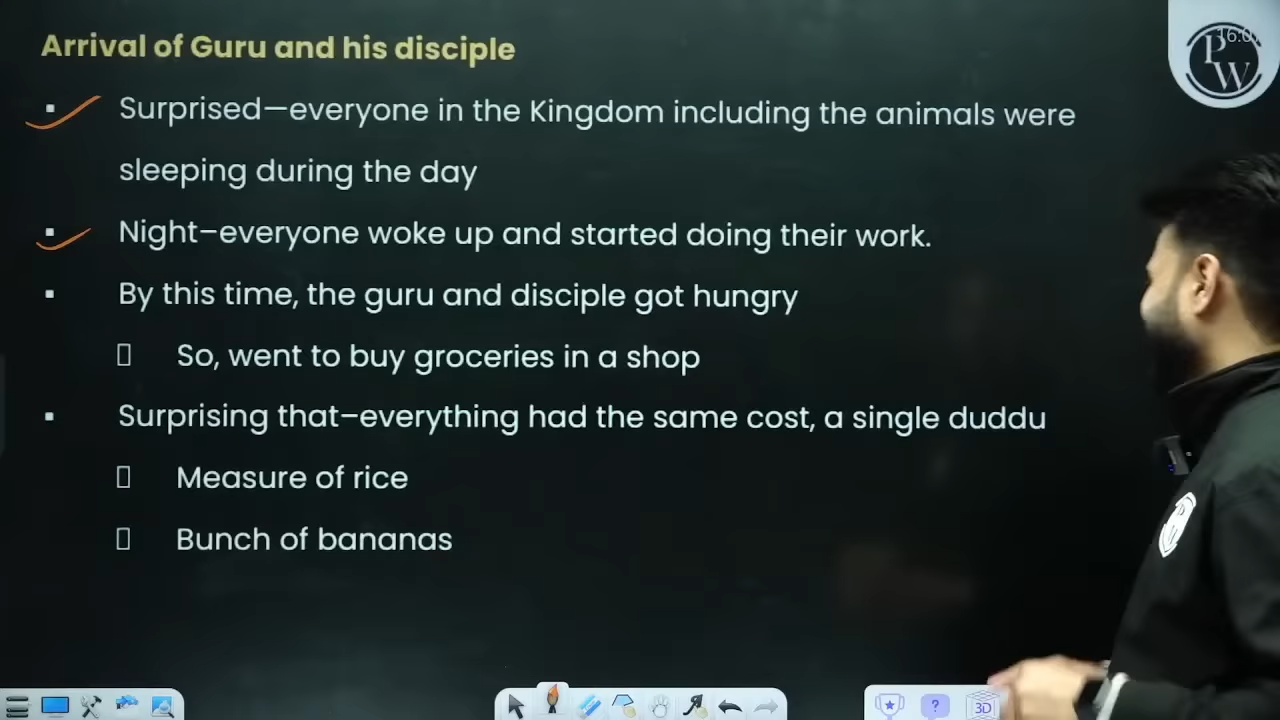 Arrival of Guru and his disciple
▪ Surprised—everyone in the Kingdom including the animals were
sleeping during the day
▪ Night–everyone woke up and started doing their work.
▪ By this time, the guru and disciple got hungry
▯ So, went to buy groceries in a shop
▪ Surprising that–everything had the same cost, a single duddu
▯ Measure of rice
▯ Bunch of bananas
PW
3D